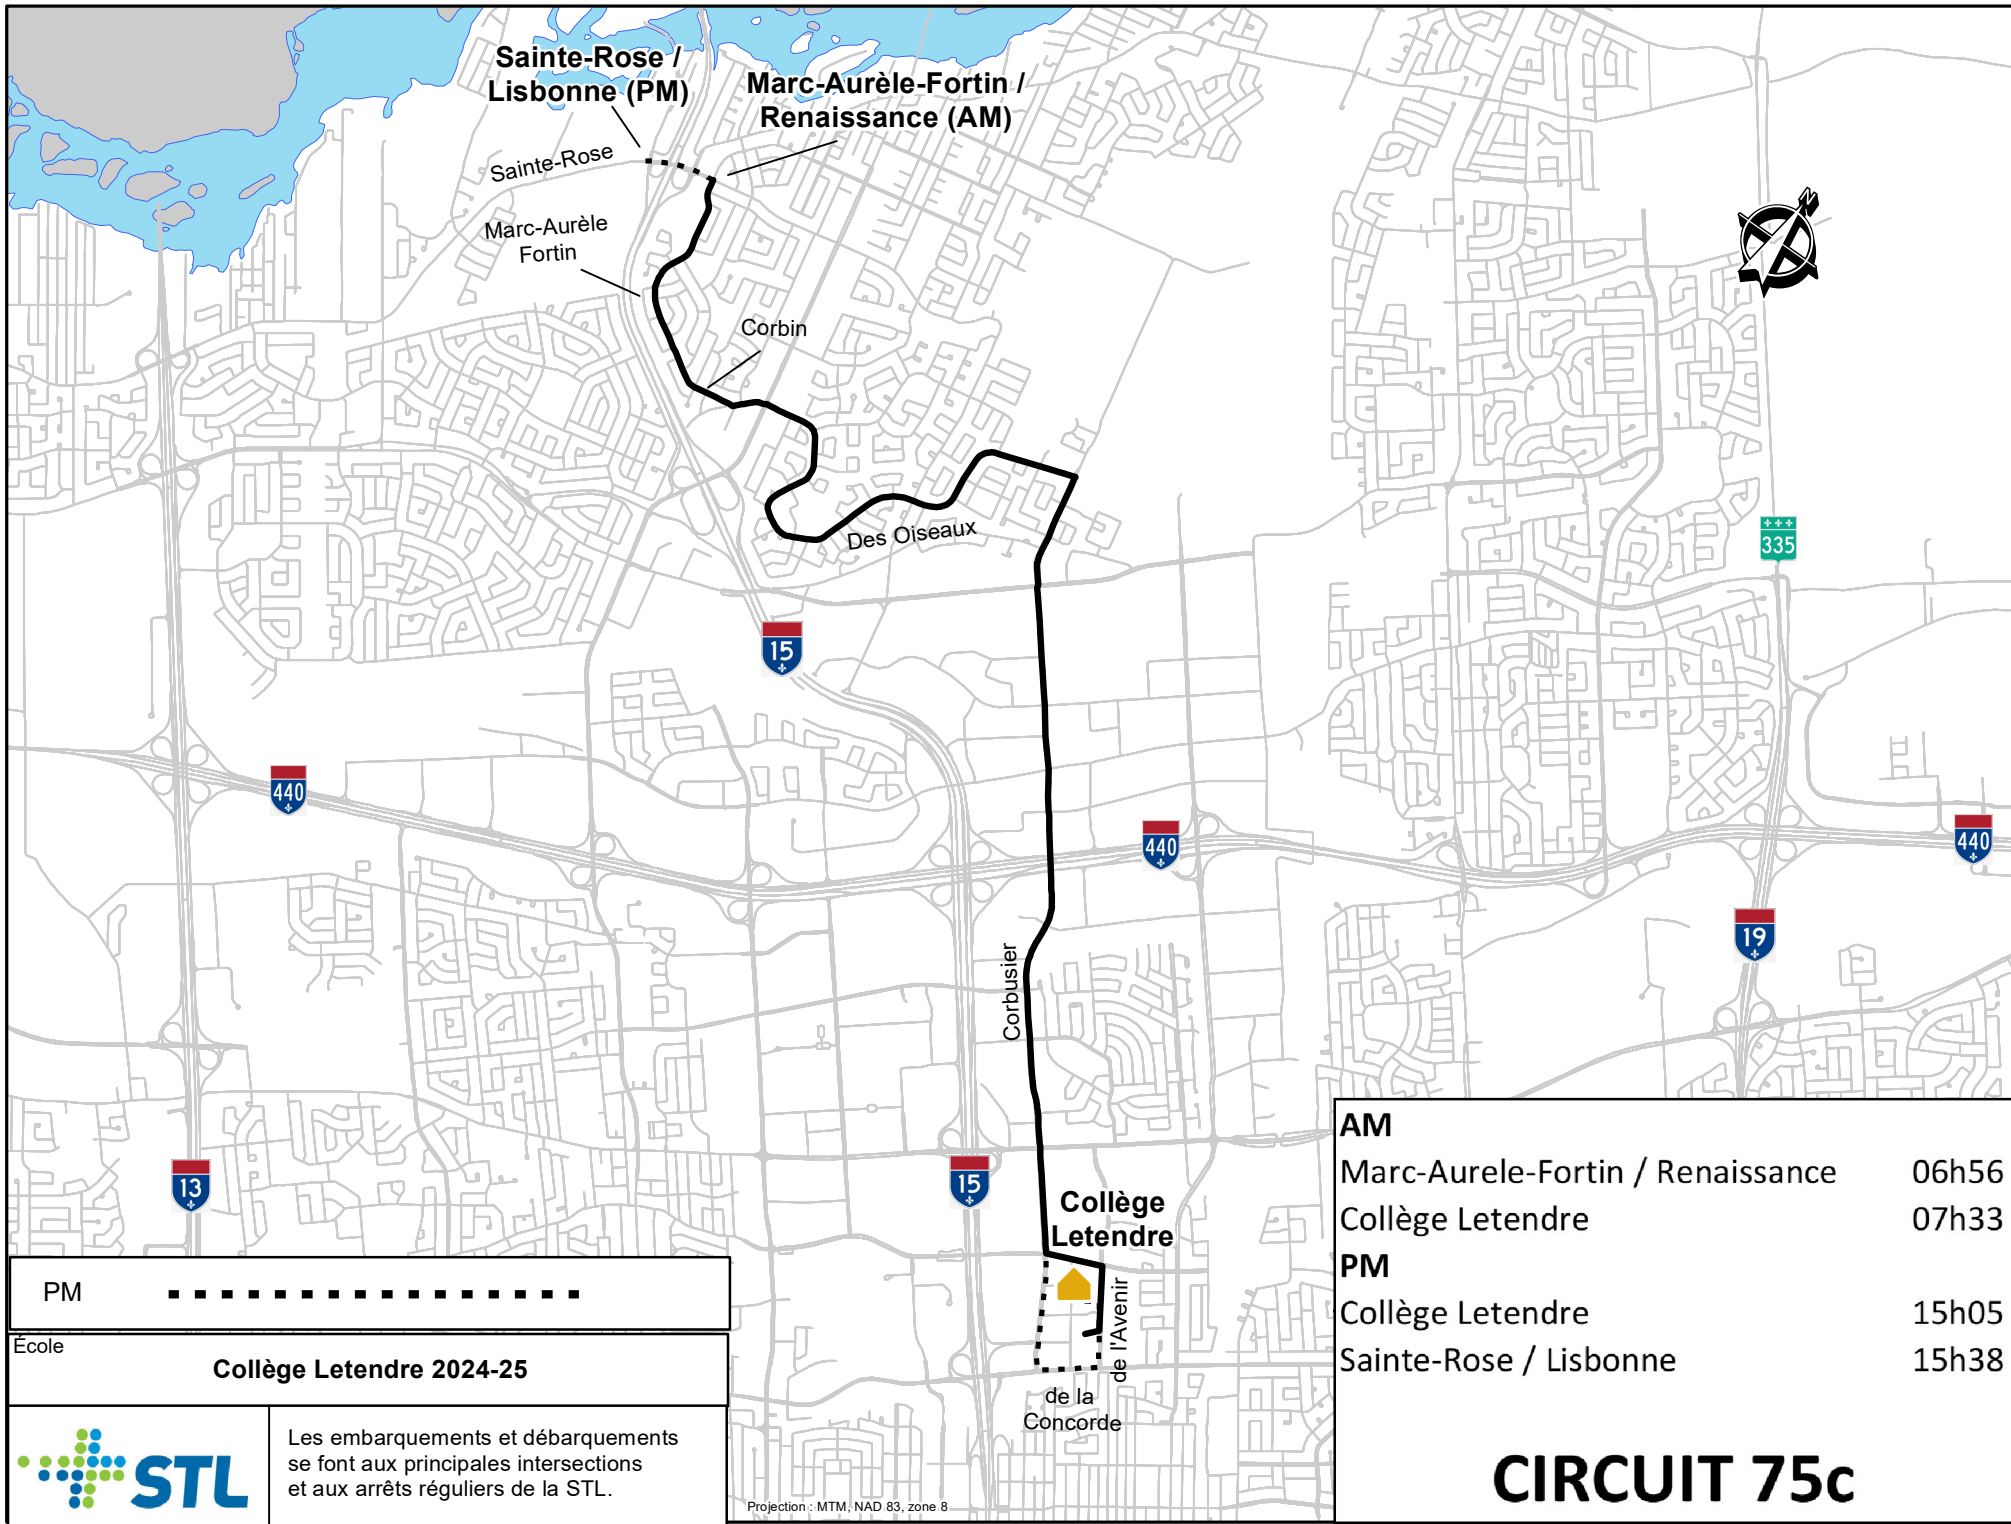 Sainte-Rose /
Lisbonne (PM)
Marc-Aurèle-Fortin /
Renaissance (AM)
Sainte-Rose
Marc-Aurèle
Fortin
Corbin
N
Des Oiseaux
335
15
440
440
440
19
Corbusier
13
15
Collège
Letendre
de l'Avenir
de la
Concorde
AM
Marc-Aurele-Fortin / Renaissance 06h56
Collège Letendre 07h33
PM
Collège Letendre 15h05
Sainte-Rose / Lisbonne 15h38
CIRCUIT 75c
PM
École
Collège Letendre 2024-25
STL
Les embarquements et débarquements
se font aux principales intersections
et aux arrêts réguliers de la STL.
Projection : MTM, NAD 83, zone 8